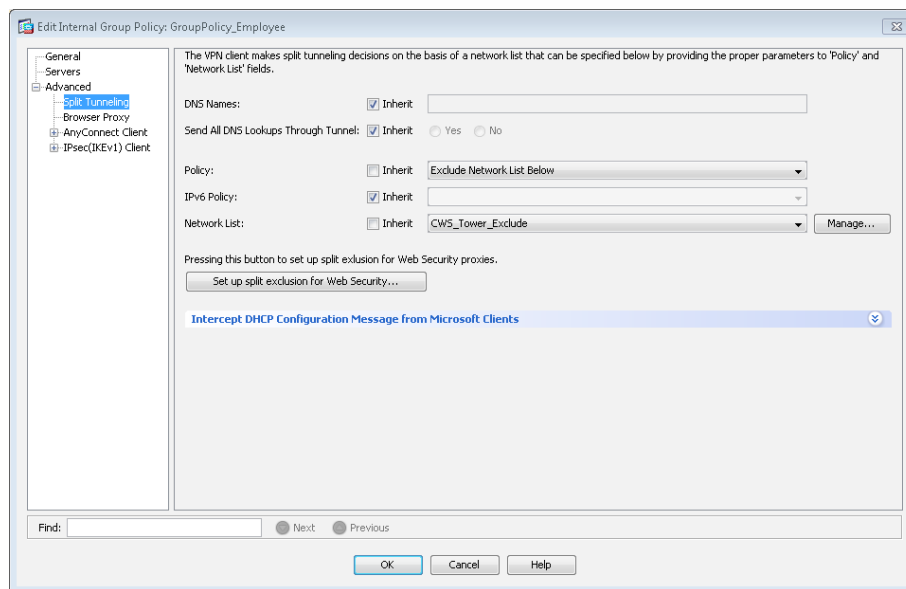 Edit Internal Group Policy: GroupPolicy_Employee
General
Servers
Advanced
Split Tunneling
Browser Proxy
AnyConnect Client
IPsec(IKEv1) Client
The VPN client makes split tunneling decisions on the basis of a network list that can be specified below by providing the proper parameters to 'Policy' and
'Network List' fields.
DNS Names: Inherit
Send All DNS Lookups Through Tunnel: Inherit Yes No
Policy: Inherit Exclude Network List Below
IPv6 Policy: Inherit
Network List: Inherit CWS_Tower_Exclude Manage...
Pressing this button to set up split exlusion for Web Security proxies.
Set up split exclusion for Web Security...
Intercept DHCP Configuration Message from Microsoft Clients
Find: Next Previous
OK Cancel Help